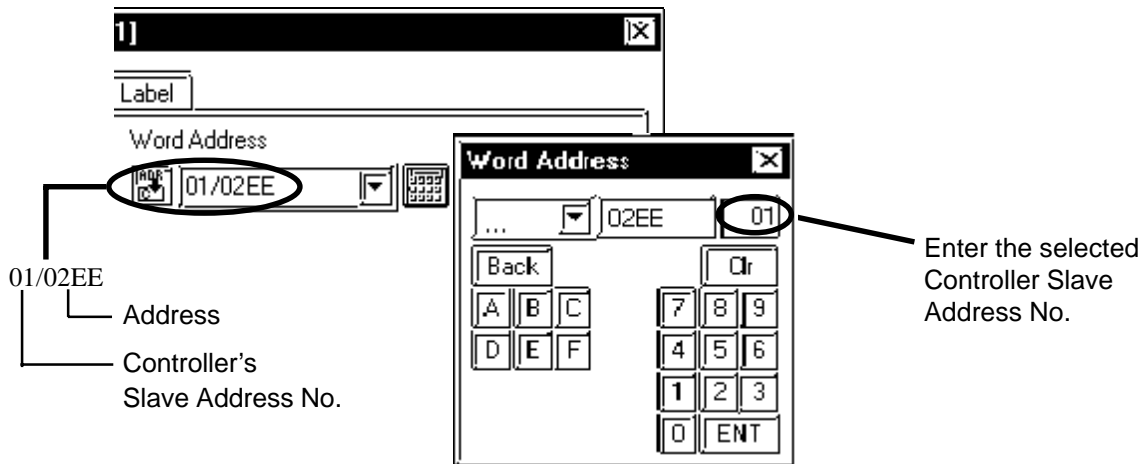 1]
Label
Word Address
01/02EE
Word Address
... 02EE 01
Back Clr
A B C 7 8 9
D E F 4 5 6
1 2 3
0 ENT
01/02EE
Address
Controller's
Slave Address No.
Enter the selected
Controller Slave
Address No.